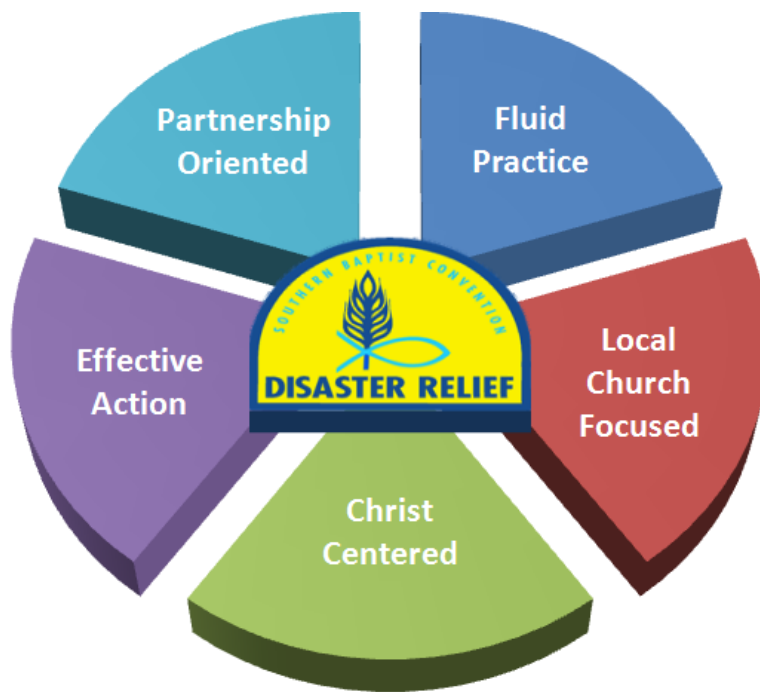 Partnership
Oriented
Fluid
Practice
Effective
Action
SOUTHERN BAPTIST CONVENTION
DISASTER RELIEF
Local
Church
Focused
Christ
Centered